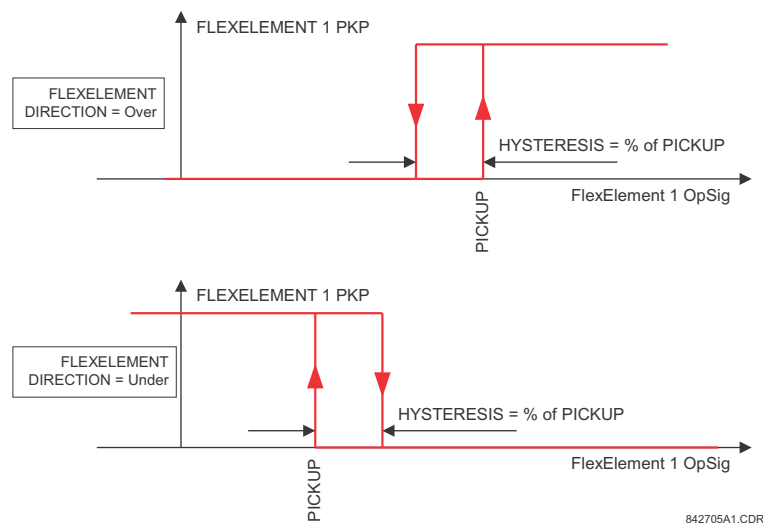 FLEXELEMENT 1 PKP
FLEXELEMENT
DIRECTION = Over
HYSTERESIS = % of PICKUP
FlexElement 1 OpSig
PICKUP
FLEXELEMENT 1 PKP
FLEXELEMENT
DIRECTION = Under
HYSTERESIS = % of PICKUP
FlexElement 1 OpSig
PICKUP
842705A1.CDR